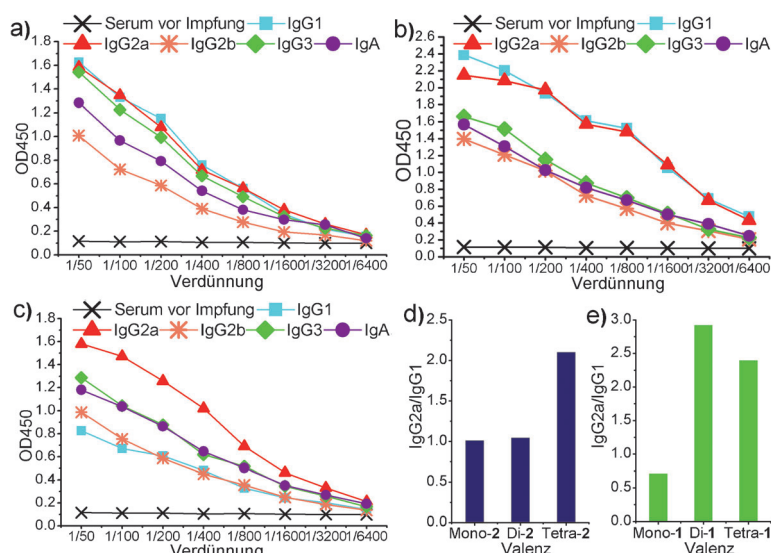 a)
Serum vor Impfung IgG1
IgG2a IgG2b IgG3 IgA
1.8
1.6
1.4
1.2
1.0
0.8
0.6
0.4
0.2
0.0
OD450
1/50 1/100 1/200 1/400 1/800 1/1600 1/3200 1/6400
Verdünnung
b)
Serum vor Impfung IgG1
IgG2a IgG2b IgG3 IgA
2.6
2.4
2.2
2.0
1.8
1.6
1.4
1.2
1.0
0.8
0.6
0.4
0.2
0.0
OD450
1/50 1/100 1/200 1/400 1/800 1/1600 1/3200 1/6400
Verdünnung
c)
Serum vor Impfung IgG1
IgG2a IgG2b IgG3 IgA
1.8
1.6
1.4
1.2
1.0
0.8
0.6
0.4
0.2
0.0
OD450
1/50 1/100 1/200 1/400 1/800 1/1600 1/3200 1/6400
Verdünnung
d)
2.5
2.0
1.5
1.0
0.5
0.0
IgG2a/IgG1
Mono-2 Di-2 Tetra-2
Valenz
e)
3.0
2.5
2.0
1.5
1.0
0.5
0.0
IgG2a/IgG1
Mono-1 Di-1 Tetra-1
Valenz